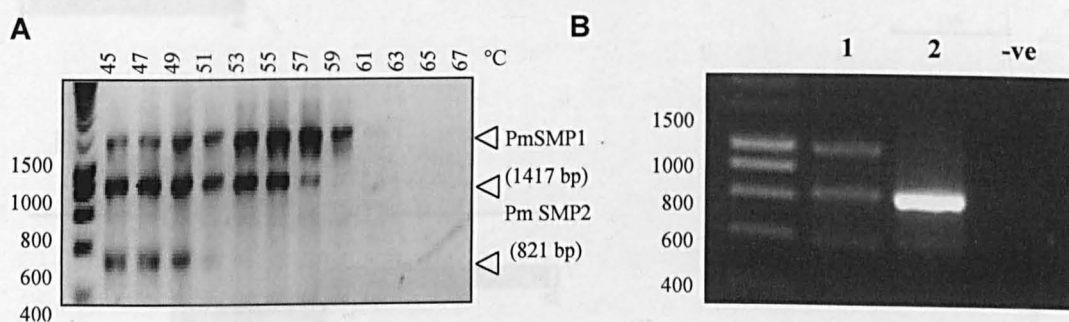 A
45 47 49 51 53 55 57 59 61 63 65 67 °C
1500
1000
800
600
400
PmSMP1
(1417 bp)
Pm SMP2
(821 bp)
B
1 2 -ve
1500
1000
800
600
400